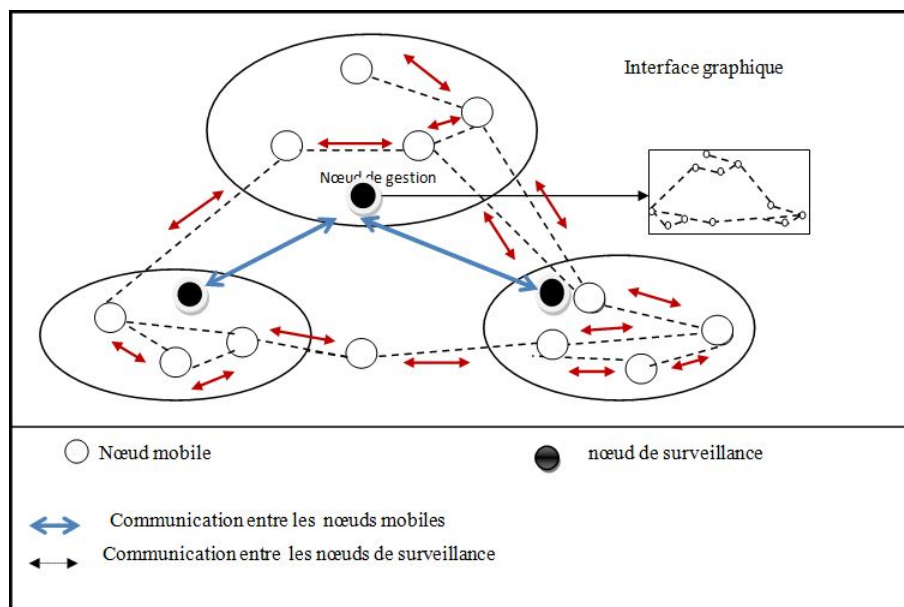 Interface graphique
Nœud de gestion
Nœud mobile
nœud de surveillance
Communication entre les nœuds mobiles
Communication entre les nœuds de surveillance